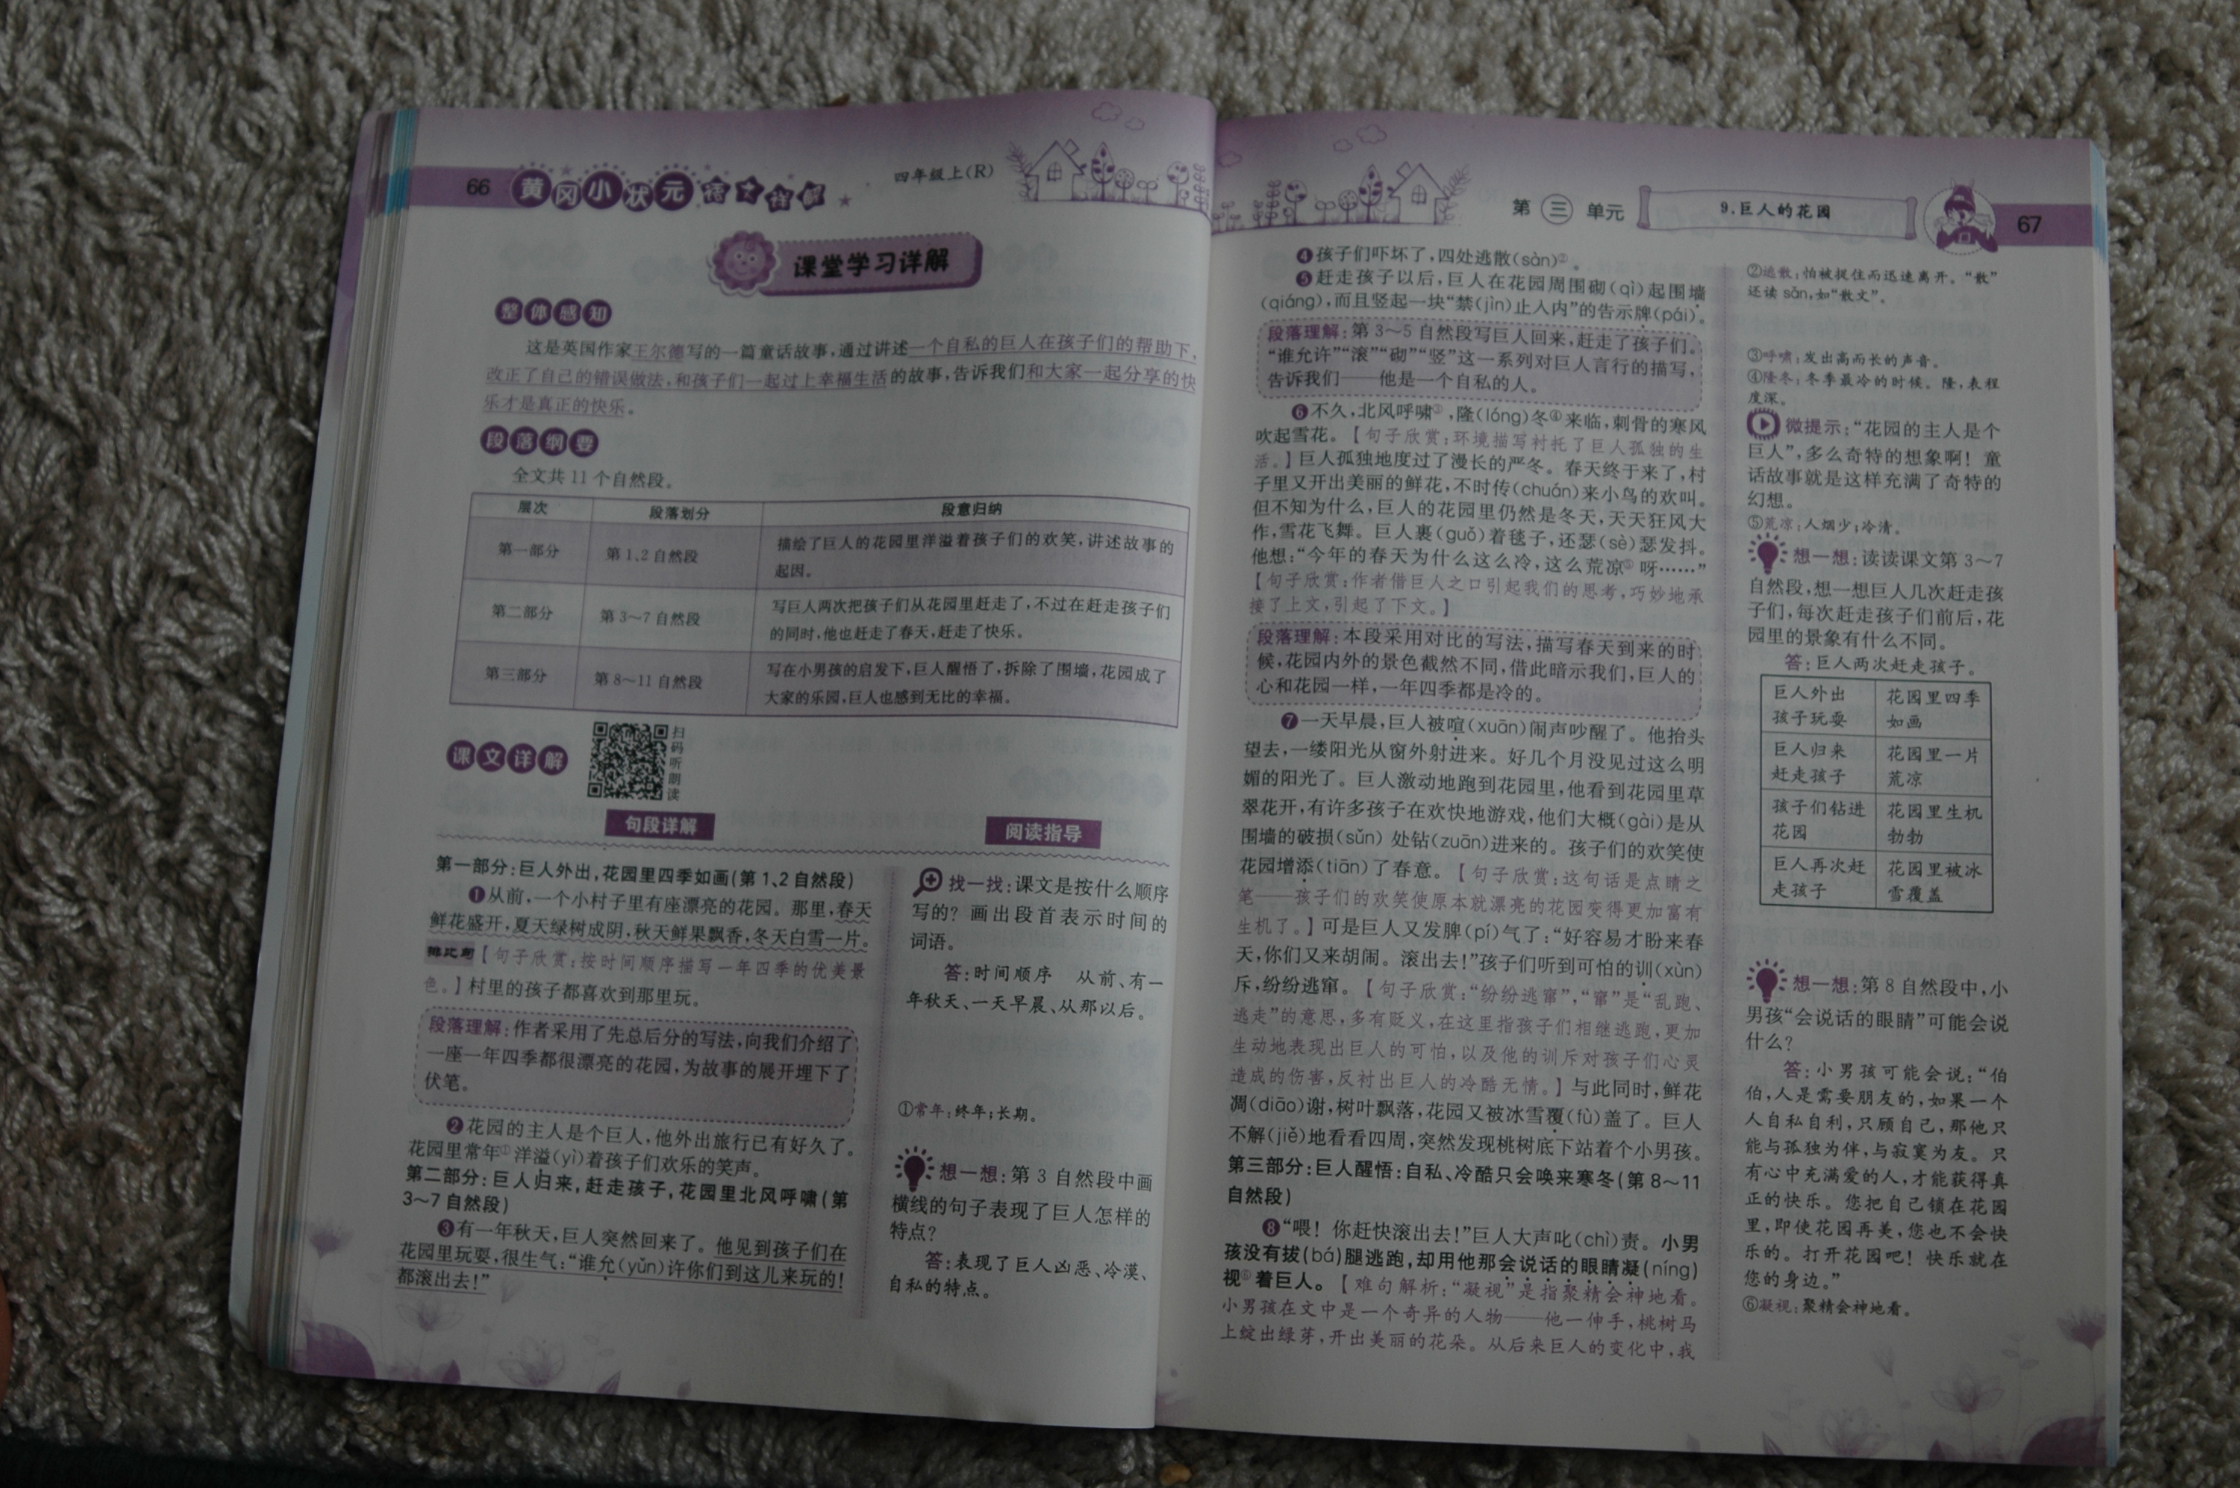 66 黄冈小状元语文详解 四年级上(R)
课堂学习详解
整体感知
这是英国作家王尔德写的一篇童话故事,通过讲述一个自私的巨人在孩子们的帮助下,
改正了自己的错误做法,和孩子们一起过上幸福生活的故事,告诉我们和大家一起分享的快
乐才是真正的快乐。
段落纲要
全文共11个自然段。
层次 段落划分 段意归纳
第一部分 第1、2自然段 描绘了巨人的花园里洋溢着孩子们的欢笑,讲述故事的
起因。
第二部分 第3~7自然段 写巨人两次把孩子们从花园里赶走了,不过在赶走孩子们
的同时,他也赶走了春天,赶走了快乐。
第三部分 第8~11自然段 写在小男孩的启发下,巨人醒悟了,拆除了围墙,花园成了
大家的乐园,巨人也感到无比的幸福。
课文详解
扫码听朗读
句段详解
第一部分:巨人外出,花园里四季如画(第1、2自然段)
❶从前,一个小村子里有座漂亮的花园。那里,春天
鲜花盛开,夏天绿树成阴,秋天鲜果飘香,冬天白雪一片。
排比句【句子欣赏:按时间顺序描写一年四季的优美景
色。】村里的孩子都喜欢到那里玩。
段落理解:作者采用了先总后分的写法,向我们介绍了
一座一年四季都很漂亮的花园,为故事的展开埋下了
伏笔。
❷花园的主人是个巨人,他外出旅行已有好久了。
花园里常年①洋溢(yì)着孩子们欢乐的笑声。
第二部分:巨人归来,赶走孩子,花园里北风呼啸(第
3~7自然段)
❸有一年秋天,巨人突然回来了。他见到孩子们在
花园里玩耍,很生气:“谁允(yǔn)许你们到这儿来玩的!
都滚出去!”
阅读指导
找一找:课文是按什么顺序
写的?画出段首表示时间的
词语。
答:时间顺序 从前、有一
年秋天、一天早晨、从那以后。
①常年:终年;长期。
想一想:第3自然段中画
横线的句子表现了巨人怎样的
特点?
答:表现了巨人凶恶、冷漠、
自私的特点。
第三单元 9.巨人的花园 67
❹孩子们吓坏了,四处逃散(sàn)②。
❺赶走孩子以后,巨人在花园周围砌(qì)起围墙
(qiáng),而且竖起一块“禁(jìn)止入内”的告示牌(pái)。
段落理解:第3~5自然段写巨人回来,赶走了孩子们。
“谁允许”“滚”“砌”“竖”这一系列对巨人言行的描写,
告诉我们——他是一个自私的人。
❻不久,北风呼啸③,隆(lóng)冬④来临,刺骨的寒风
吹起雪花。【句子欣赏:环境描写衬托了巨人孤独的生
活。】巨人孤独地度过了漫长的严冬。春天终于来了,村
子里又开出美丽的鲜花,不时传(chuán)来小鸟的欢叫。
但不知为什么,巨人的花园里仍然是冬天,天天狂风大
作,雪花飞舞。巨人裹(guǒ)着毯子,还瑟(sè)瑟发抖。
他想:“今年的春天为什么这么冷,这么荒凉⑤呀……”
【句子欣赏:作者借巨人之口引起我们的思考,巧妙地承
接了上文,引起了下文。】
段落理解:本段采用对比的写法,描写春天到来的时
候,花园内外的景色截然不同,借此暗示我们,巨人的
心和花园一样,一年四季都是冷的。
❼一天早晨,巨人被喧(xuān)闹声吵醒了。他抬头
望去,一缕阳光从窗外射进来。好几个月没见过这么明
媚的阳光了。巨人激动地跑到花园里,他看到花园里草
翠花开,有许多孩子在欢快地游戏,他们大概(gài)是从
围墙的破损(sǔn)处钻(zuān)进来的。孩子们的欢笑使
花园增添(tiān)了春意。【句子欣赏:这句话是点睛之
笔——孩子们的欢笑使原本就漂亮的花园变得更加富有
生机了。】可是巨人又发脾(pí)气了:“好容易才盼来春
天,你们又来胡闹。滚出去!”孩子们听到可怕的训(xùn)
斥,纷纷逃窜。【句子欣赏:“纷纷逃窜”,“窜”是“乱跑、
逃走”的意思,多有贬义,在这里指孩子们相继逃跑,更加
生动地表现出巨人的可怕,以及他的训斥对孩子们心灵
造成的伤害,反衬出巨人的冷酷无情。】与此同时,鲜花
凋(diāo)谢,树叶飘落,花园又被冰雪覆(fù)盖了。巨人
不解(jiě)地看看四周,突然发现桃树底下站着个小男孩。
第三部分:巨人醒悟:自私、冷酷只会唤来寒冬(第8~11
自然段)
❽“喂!你赶快滚出去!”巨人大声叱(chì)责。小男
孩没有拔(bá)腿逃跑,却用他那会说话的眼睛凝(níng)
视⑥着巨人。【难句解析:“凝视”是指聚精会神地看。
小男孩在文中是一个奇异的人物——他一伸手,桃树马
上绽出绿芽,开出美丽的花朵。从后来巨人的变化中,我
②逃散:怕被捉住而迅速离开。“散”
还读sǎn,如“散文”。
③呼啸:发出高而长的声音。
④隆冬:冬季最冷的时候。隆,表程
度深。
微提示:“花园的主人是个
巨人”,多么奇特的想象啊!童
话故事就是这样充满了奇特的
幻想。
⑤荒凉:人烟少;冷清。
想一想:读读课文第3~7
自然段,想一想巨人几次赶走孩
子们,每次赶走孩子们前后,花
园里的景象有什么不同。
答:巨人两次赶走孩子。
巨人外出 花园里四季
孩子玩耍 如画
巨人归来 花园里一片
赶走孩子 荒凉
孩子们钻进 花园里生机
花园 勃勃
巨人再次赶 花园里被冰
走孩子 雪覆盖
想一想:第8自然段中,小
男孩“会说话的眼睛”可能会说
什么?
答:小男孩可能会说:“伯
伯,人是需要朋友的,如果一个
人自私自利,只顾自己,那他只
能与孤独为伴,与寂寞为友。只
有心中充满爱的人,才能获得真
正的快乐。您把自己锁在花园
里,即使花园再美,您也不会快
乐的。打开花园吧!快乐就在
您的身边。”
⑥凝视:聚精会神地看。